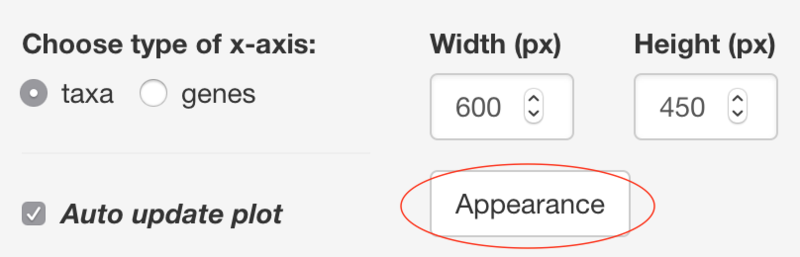 Choose type of x-axis:
taxa genes
Auto update plot
Width (px) Height (px)
600 450
Appearance